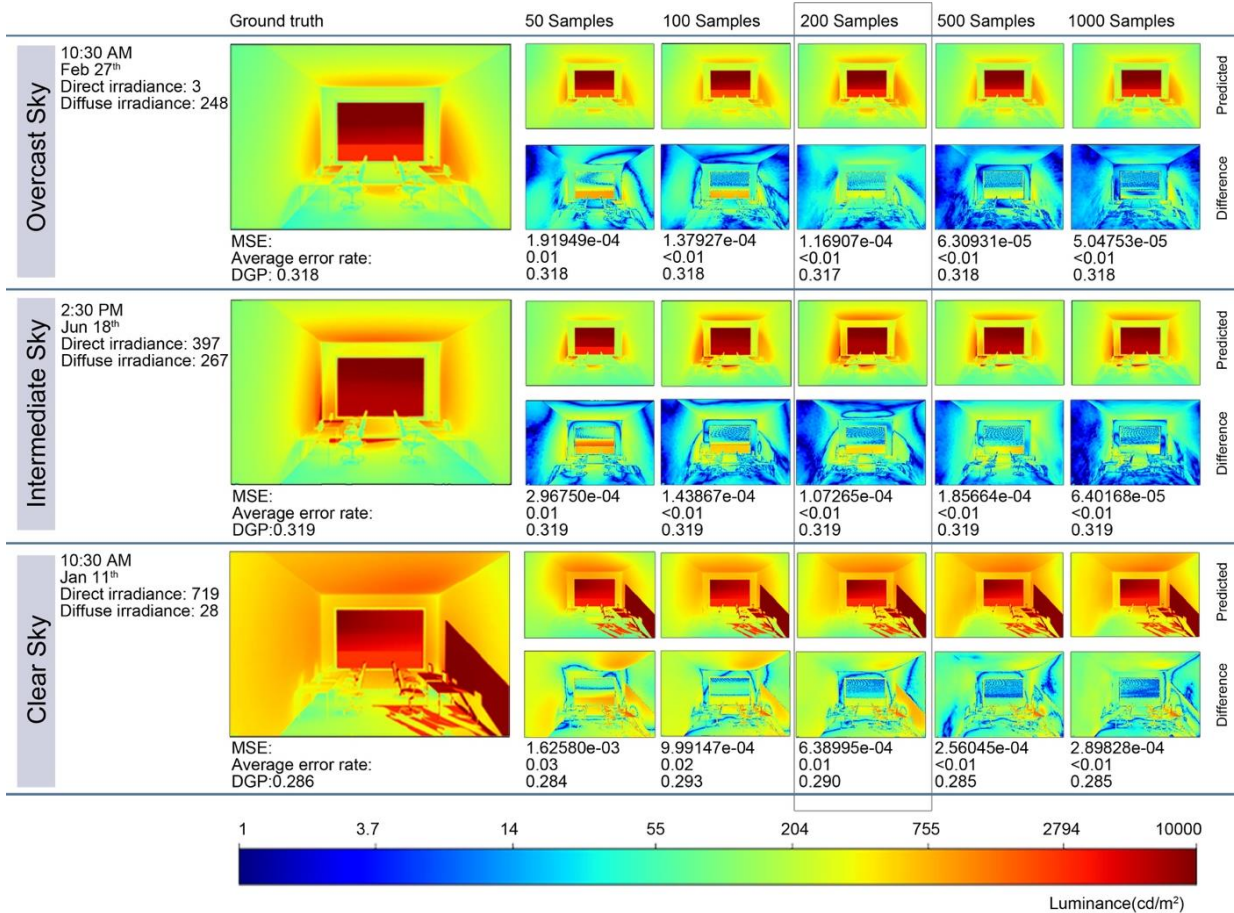 Ground truth 50 Samples 100 Samples 200 Samples 500 Samples 1000 Samples
Overcast Sky
10:30 AM
Feb 27th
Direct irradiance: 3
Diffuse irradiance: 248
Predicted
Difference
MSE: 1.91949e-04 1.37927e-04 1.16907e-04 6.30931e-05 5.04753e-05
Average error rate: 0.01 <0.01 <0.01 <0.01 <0.01
DGP: 0.318 0.318 0.318 0.317 0.318 0.318
Intermediate Sky
2:30 PM
Jun 18th
Direct irradiance: 397
Diffuse irradiance: 267
Predicted
Difference
MSE: 2.96750e-04 1.43867e-04 1.07265e-04 1.85664e-04 6.40168e-05
Average error rate: 0.01 <0.01 <0.01 <0.01 <0.01
DGP:0.319 0.319 0.319 0.319 0.319 0.319
Clear Sky
10:30 AM
Jan 11th
Direct irradiance: 719
Diffuse irradiance: 28
Predicted
Difference
MSE: 1.62580e-03 9.99147e-04 6.38995e-04 2.56045e-04 2.89828e-04
Average error rate: 0.03 0.02 0.01 <0.01 <0.01
DGP:0.286 0.284 0.293 0.290 0.285 0.285
1 3.7 14 55 204 755 2794 10000
Luminance(cd/m²)